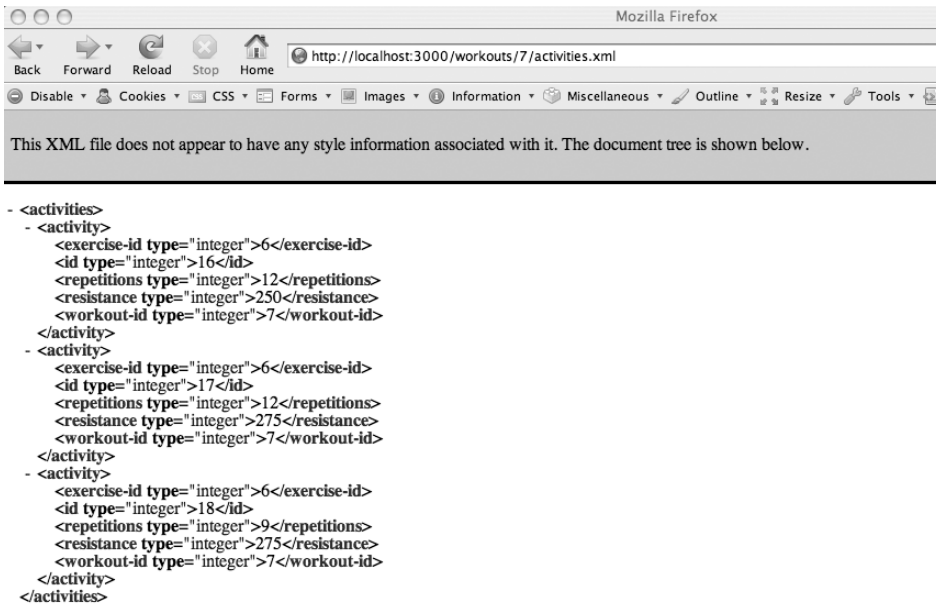 Mozilla Firefox
Back Forward Reload Stop Home http://localhost:3000/workouts/7/activities.xml
Disable Cookies CSS Forms Images Information Miscellaneous Outline Resize Tools
This XML file does not appear to have any style information associated with it. The document tree is shown below.
- <activities>
- <activity>
<exercise-id type="integer">6</exercise-id>
<id type="integer">16</id>
<repetitions type="integer">12</repetitions>
<resistance type="integer">250</resistance>
<workout-id type="integer">7</workout-id>
</activity>
- <activity>
<exercise-id type="integer">6</exercise-id>
<id type="integer">17</id>
<repetitions type="integer">12</repetitions>
<resistance type="integer">275</resistance>
<workout-id type="integer">7</workout-id>
</activity>
- <activity>
<exercise-id type="integer">6</exercise-id>
<id type="integer">18</id>
<repetitions type="integer">9</repetitions>
<resistance type="integer">275</resistance>
<workout-id type="integer">7</workout-id>
</activity>
</activities>